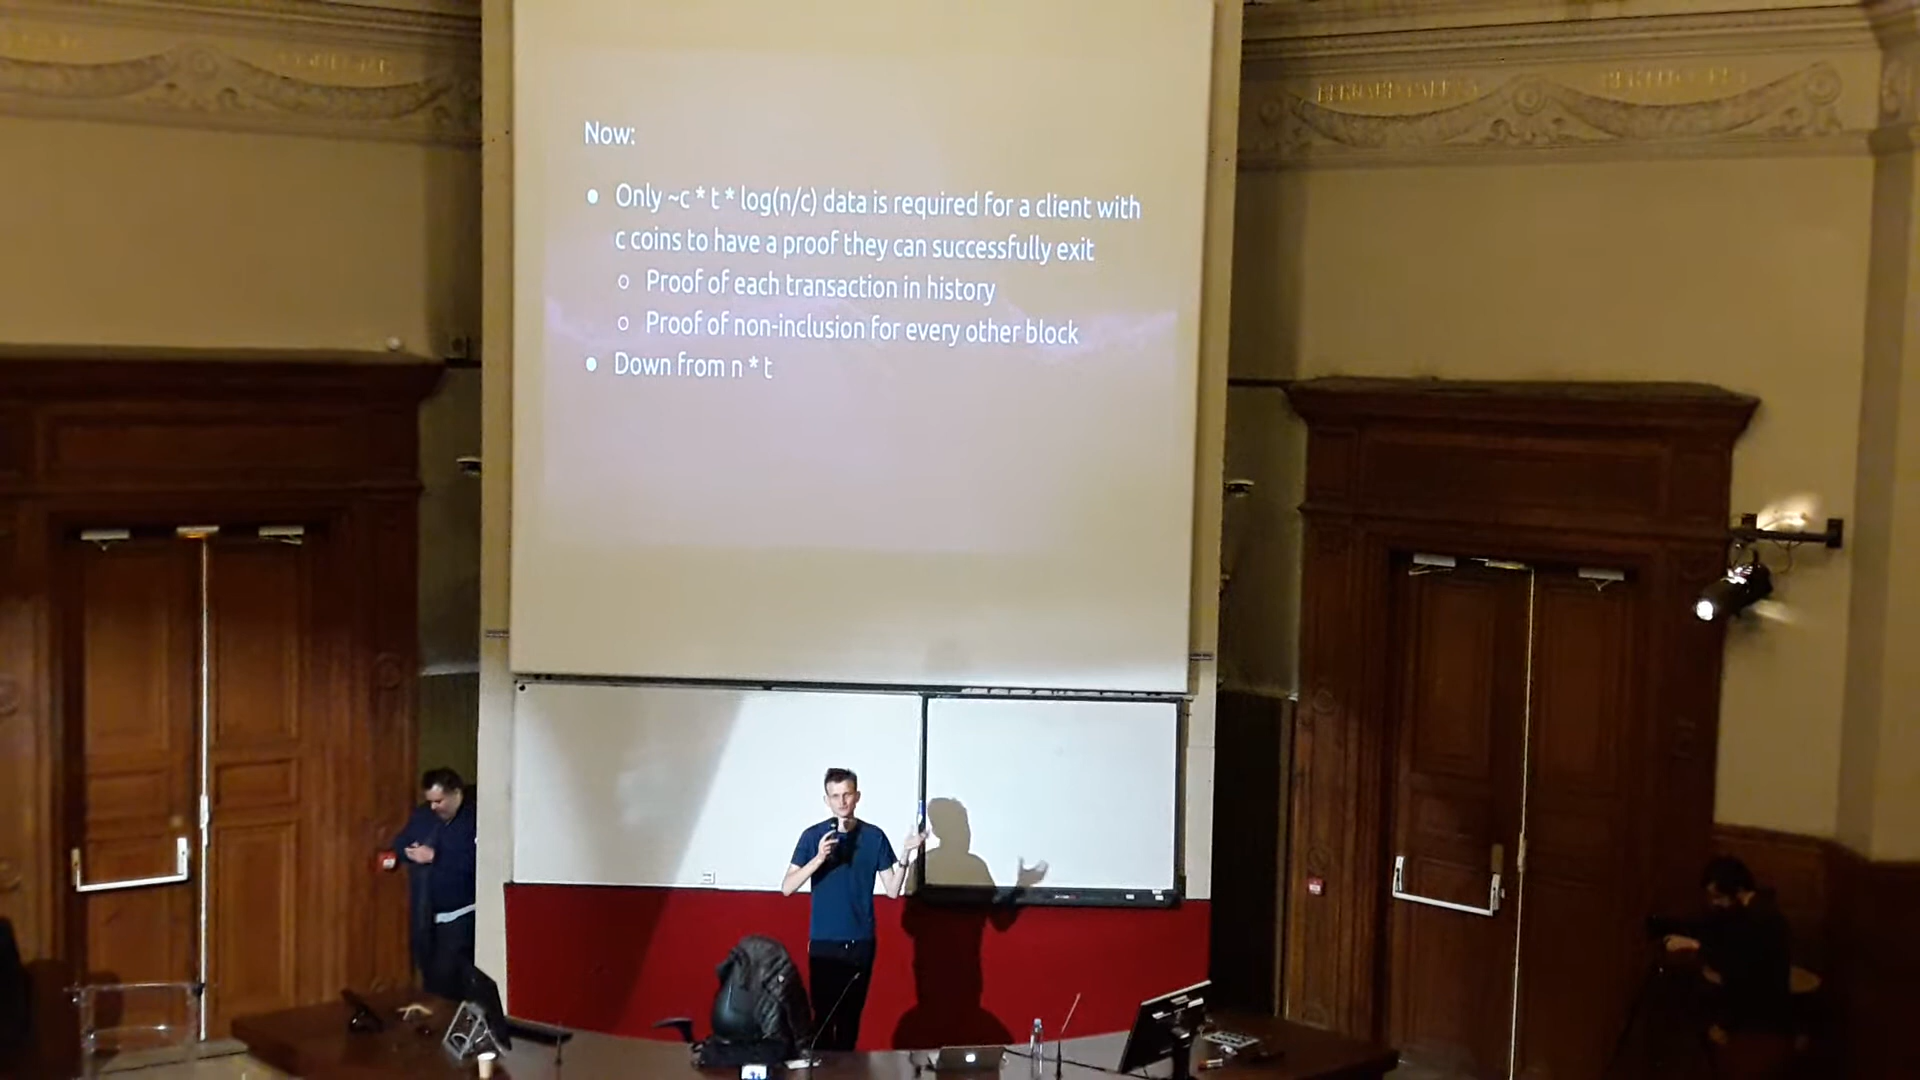 Now:
● Only ~c * t * log(n/c) data is required for a client with
c coins to have a proof they can successfully exit
○ Proof of each transaction in history
○ Proof of non-inclusion for every other block
● Down from n * t